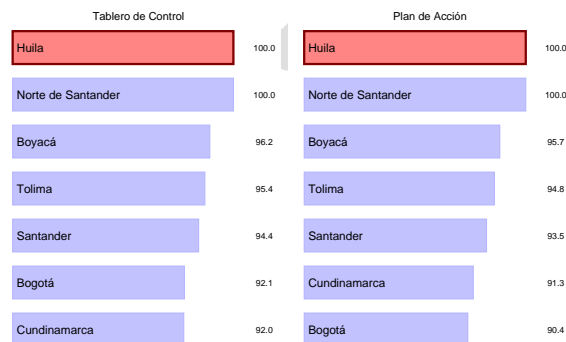 Tablero de Control
Huila 100.0
Norte de Santander 100.0
Boyacá 96.2
Tolima 95.4
Santander 94.4
Bogotá 92.1
Cundinamarca 92.0
Plan de Acción
Huila 100.0
Norte de Santander 100.0
Boyacá 95.7
Tolima 94.8
Santander 93.5
Cundinamarca 91.3
Bogotá 90.4